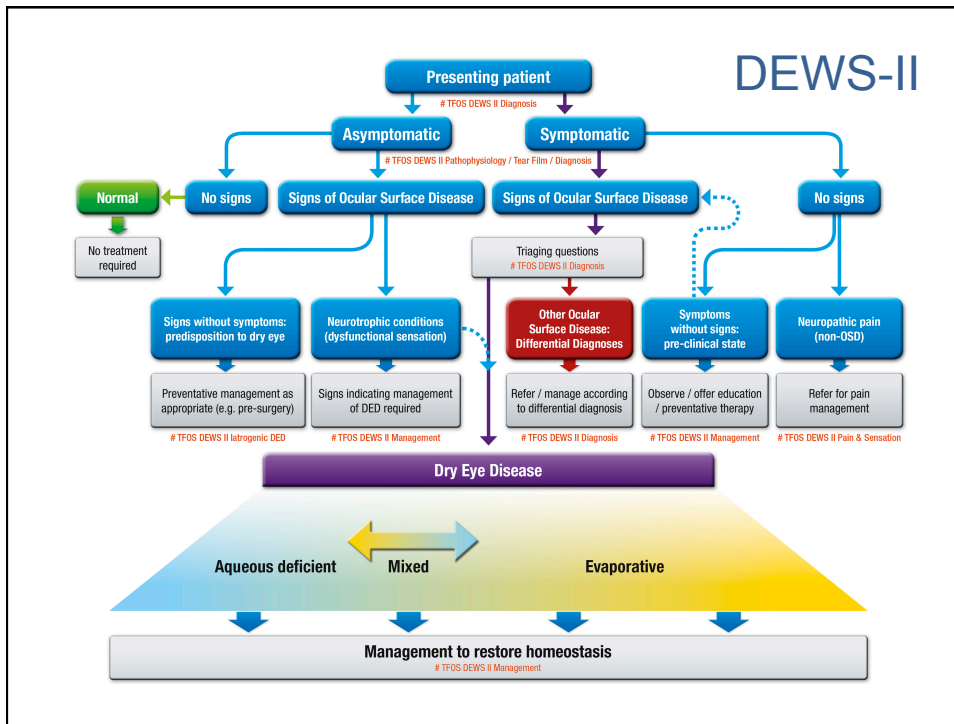 DEWS-II
Presenting patient
# TFOS DEWS II Diagnosis
Asymptomatic
Symptomatic
# TFOS DEWS II Pathophysiology / Tear Film / Diagnosis
Normal
No signs
Signs of Ocular Surface Disease
Signs of Ocular Surface Disease
No signs
No treatment
required
Triaging questions
# TFOS DEWS II Diagnosis
Signs without symptoms:
predisposition to dry eye
Neurotrophic conditions
(dysfunctional sensation)
Other Ocular
Surface Disease:
Differential Diagnoses
Symptoms
without signs:
pre-clinical state
Neuropathic pain
(non-OSD)
Preventative management as
appropriate (e.g. pre-surgery)
Signs indicating management
of DED required
Refer / manage according
to differential diagnosis
Observe / offer education
/ preventative therapy
Refer for pain
management
# TFOS DEWS II Iatrogenic DED
# TFOS DEWS II Management
# TFOS DEWS II Diagnosis
# TFOS DEWS II Management
# TFOS DEWS II Pain & Sensation
Dry Eye Disease
Aqueous deficient
Mixed
Evaporative
Management to restore homeostasis
# TFOS DEWS II Management